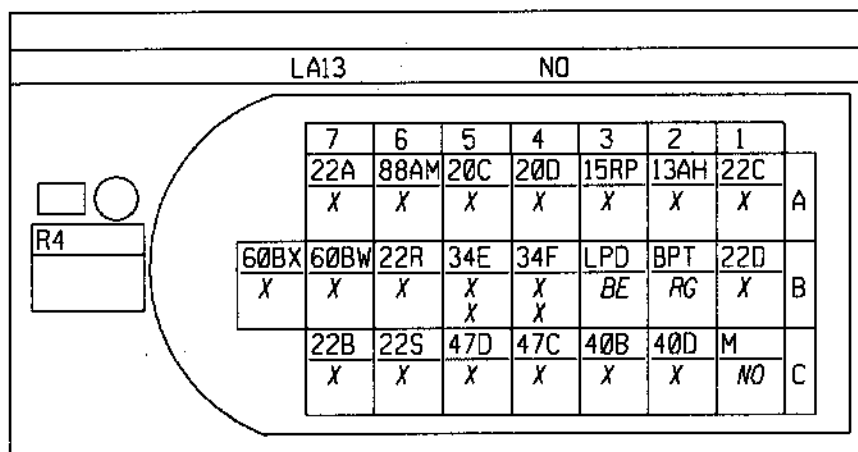 LA13 NO
7 6 5 4 3 2 1
22A 88AM 20C 20D 15RP 13AH 22C
X X X X X X X A
R4
60BX 60BW 22R 34E 34F LPD BPT 22D
X X X X X BE RG X B
X X
22B 22S 47D 47C 40B 40D M
X X X X X X NO C